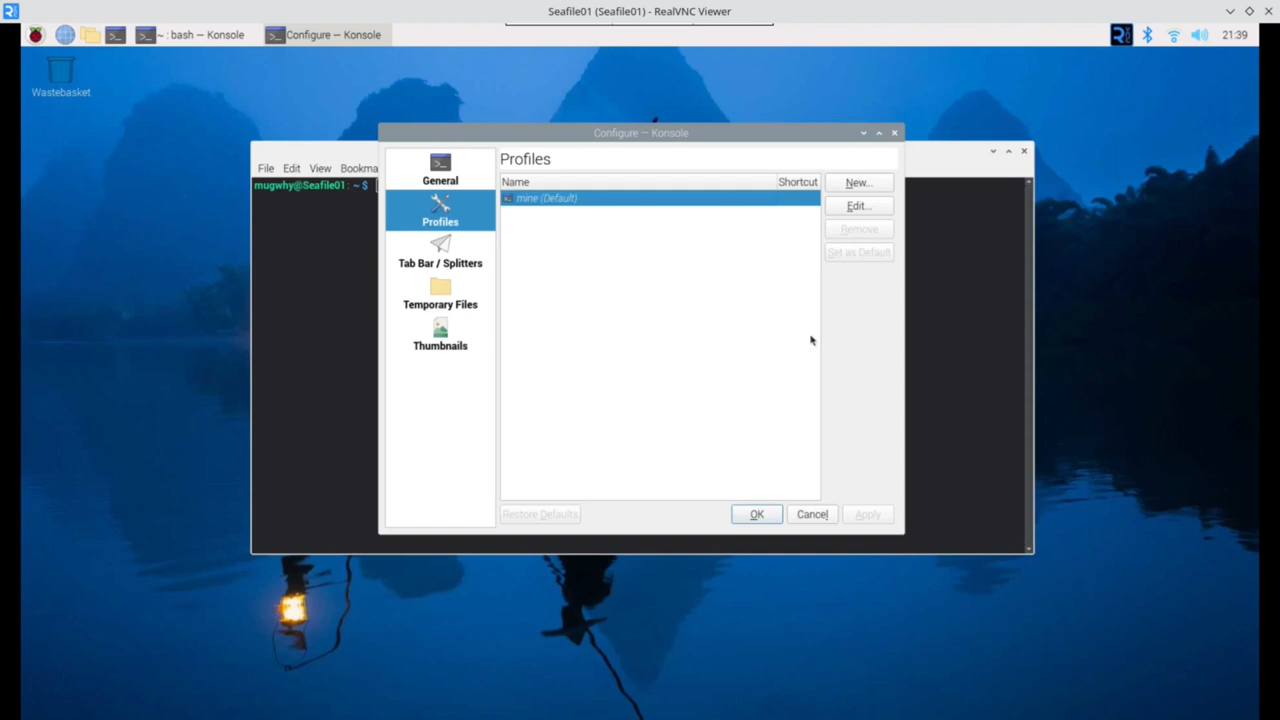 Seafile01 (Seafile01) - RealVNC Viewer
~ : bash — Konsole
Configure — Konsole
21:39
Wastebasket
Configure — Konsole
File Edit View Bookma
mugwhy@Seafile01: ~ $
General
Profiles
Tab Bar / Splitters
Temporary Files
Thumbnails
Profiles
Name Shortcut
mine (Default)
New...
Edit...
Remove
Set as Default
Restore Defaults
OK
Cancel
Apply